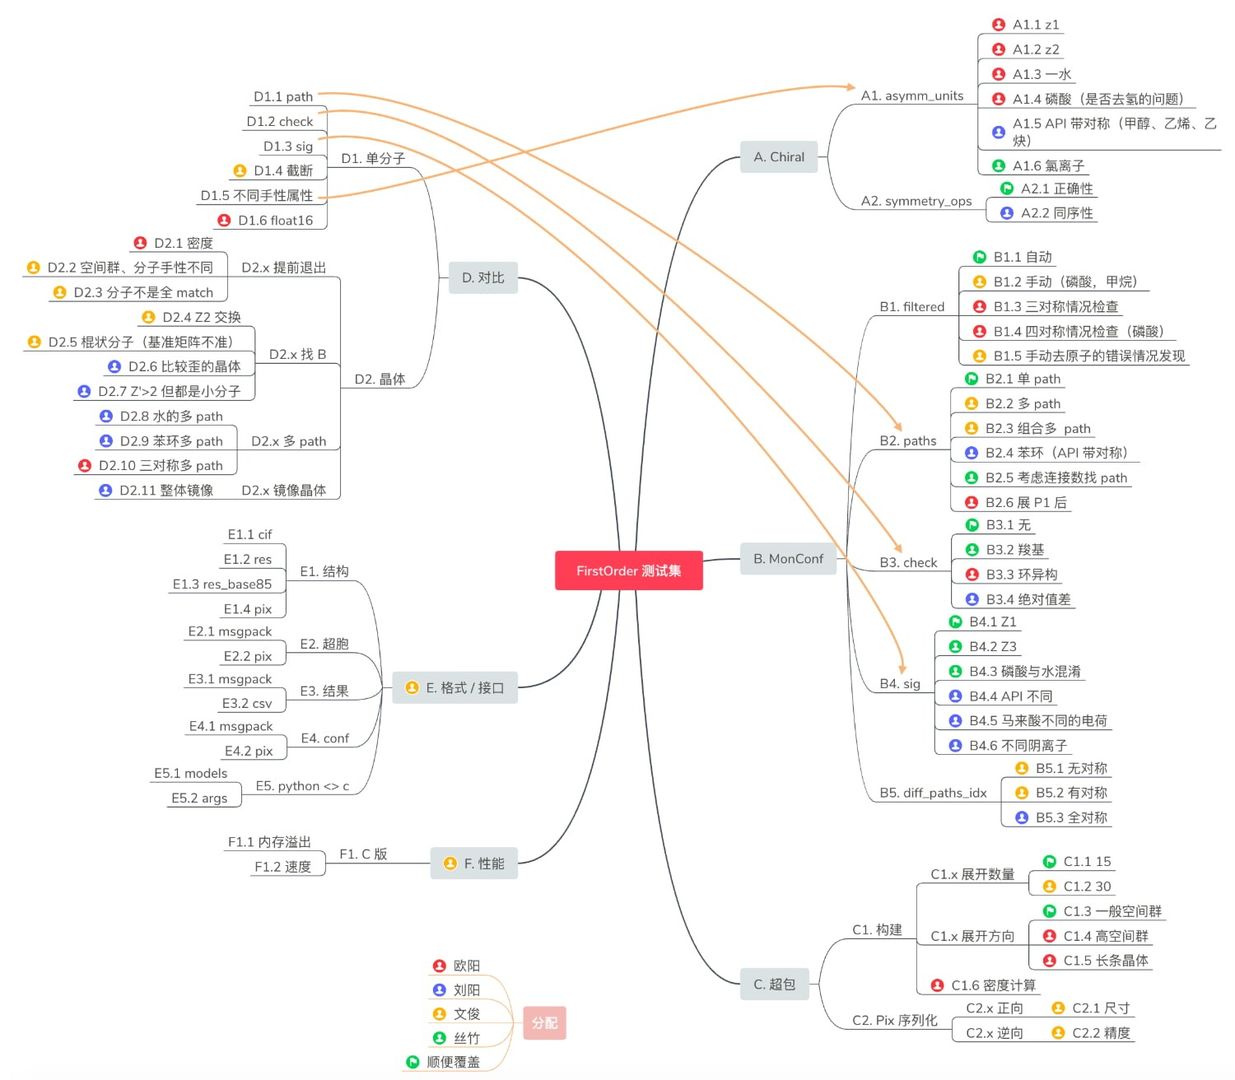 FirstOrder 测试集
A. Chiral
A1. asymm_units
A1.1 z1
A1.2 z2
A1.3 一水
A1.4 磷酸（是否去氢的问题）
A1.5 API 带对称（甲醇、乙烯、乙
炔）
A1.6 氯离子
A2. symmetry_ops
A2.1 正确性
A2.2 同序性
B. MonConf
B1. filtered
B1.1 自动
B1.2 手动（磷酸，甲烷）
B1.3 三对称情况检查
B1.4 四对称情况检查（磷酸）
B1.5 手动去原子的错误情况发现
B2. paths
B2.1 单 path
B2.2 多 path
B2.3 组合多 path
B2.4 苯环（API 带对称）
B2.5 考虑连接数找 path
B2.6 展 P1 后
B3. check
B3.1 无
B3.2 羧基
B3.3 环异构
B3.4 绝对值差
B4. sig
B4.1 Z1
B4.2 Z3
B4.3 磷酸与水混淆
B4.4 API 不同
B4.5 马来酸不同的电荷
B4.6 不同阴离子
B5. diff_paths_idx
B5.1 无对称
B5.2 有对称
B5.3 全对称
C. 超包
C1. 构建
C1.x 展开数量
C1.1 15
C1.2 30
C1.x 展开方向
C1.3 一般空间群
C1.4 高空间群
C1.5 长条晶体
C1.6 密度计算
C2. Pix 序列化
C2.x 正向
C2.1 尺寸
C2.x 逆向
C2.2 精度
D. 对比
D1. 单分子
D1.1 path
D1.2 check
D1.3 sig
D1.4 截断
D1.5 不同手性属性
D1.6 float16
D2. 晶体
D2.x 提前退出
D2.1 密度
D2.2 空间群、分子手性不同
D2.3 分子不是全 match
D2.x 找 B
D2.4 Z2 交换
D2.5 棍状分子（基准矩阵不准）
D2.6 比较歪的晶体
D2.7 Z'>2 但都是小分子
D2.x 多 path
D2.8 水的多 path
D2.9 苯环多 path
D2.10 三对称多 path
D2.x 镜像晶体
D2.11 整体镜像
E. 格式 / 接口
E1. 结构
E1.1 cif
E1.2 res
E1.3 res_base85
E1.4 pix
E2. 超胞
E2.1 msgpack
E2.2 pix
E3. 结果
E3.1 msgpack
E3.2 csv
E4. conf
E4.1 msgpack
E4.2 pix
E5. python <> c
E5.1 models
E5.2 args
F. 性能
F1. C 版
F1.1 内存溢出
F1.2 速度
分配
欧阳
刘阳
文俊
丝竹
顺便覆盖